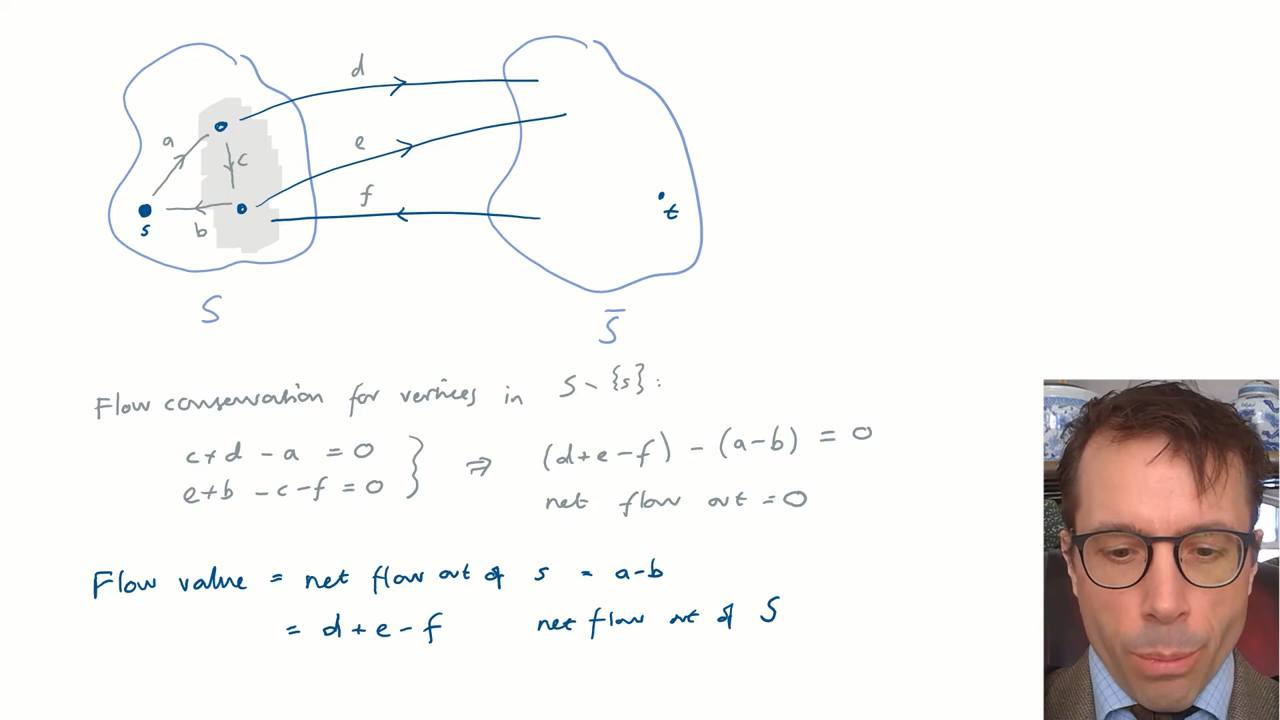 d
a
c
e
f
s
b
t
S
S̄
Flow conservation for vertices in S \ {s}:
c+d - a = 0
e+b - c - f = 0
⇒ (d+e-f) - (a-b) = 0
net flow out = 0
Flow value = net flow out of s = a-b
= d+e-f net flow out of S